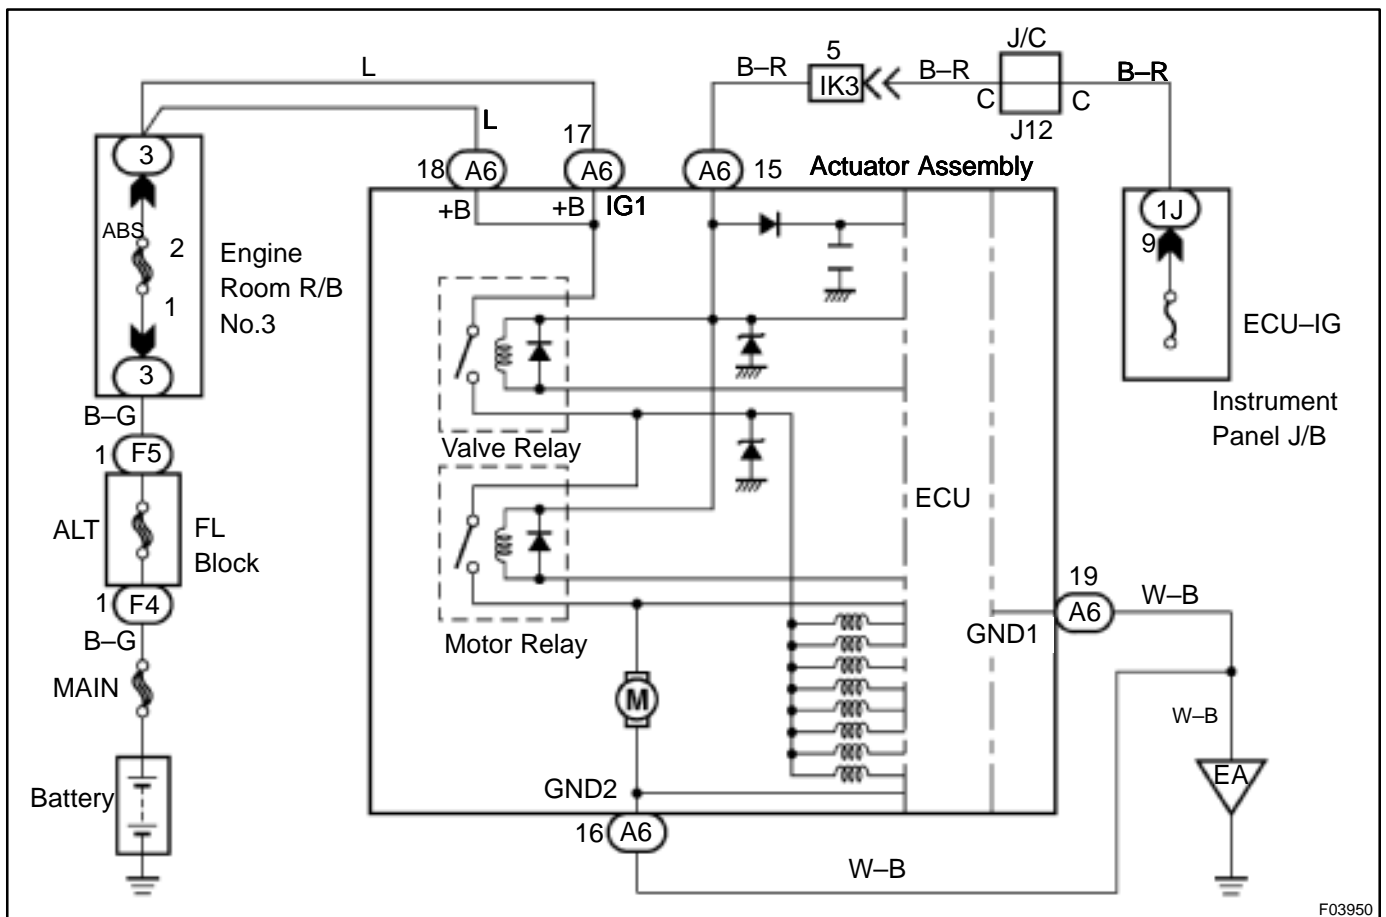 L
B–R
5
IK3
B–R
J/C
C
C
J12
B–R
L
17
18
A6
A6
A6
15
Actuator Assembly
+B
+B
IG1
3
ABS
2
1
3
Engine
Room R/B
No.3
1J
9
ECU–IG
Instrument
Panel J/B
B–G
1
F5
ALT
FL
Block
1
F4
B–G
MAIN
Battery
Valve Relay
Motor Relay
ECU
M
GND1
19
A6
W–B
W–B
EA
GND2
16
A6
W–B
F03950